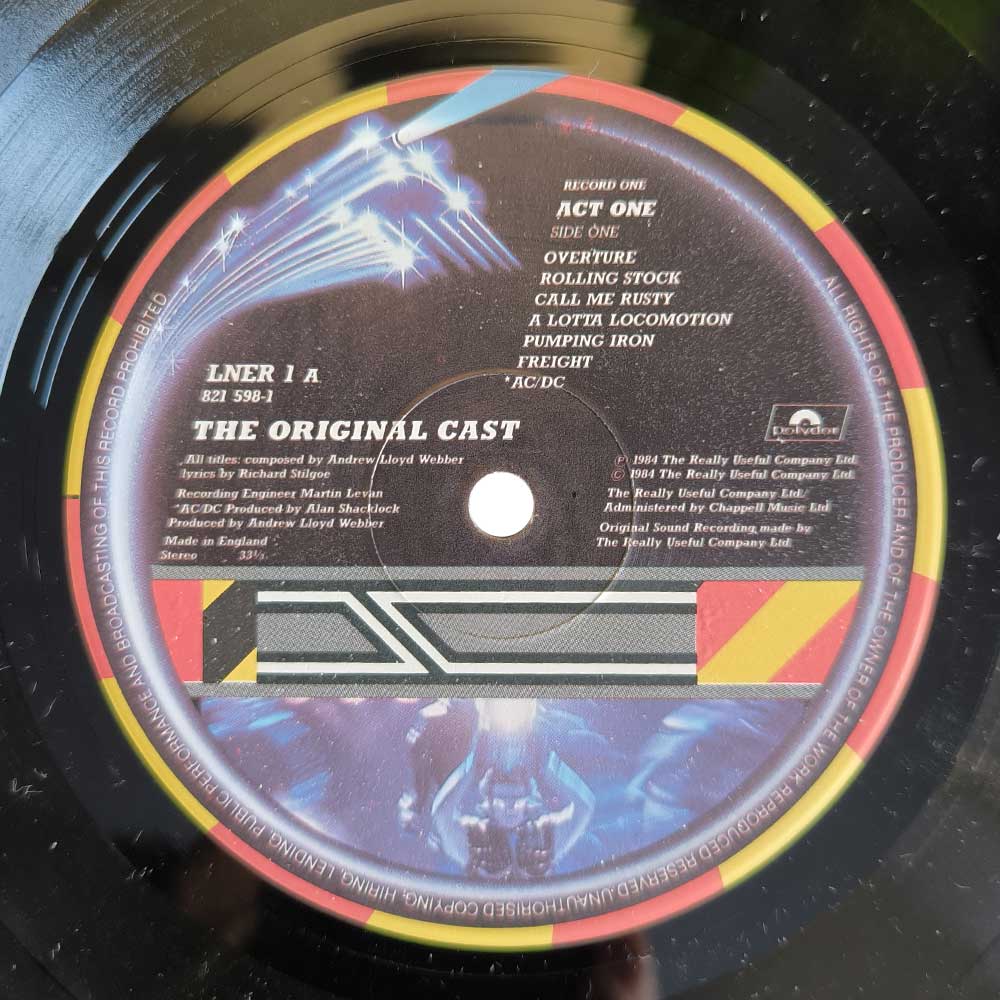 RECORD ONE
ACT ONE
SIDE ONE
OVERTURE
ROLLING STOCK
CALL ME RUSTY
A LOTTA LOCOMOTION
PUMPING IRON
FREIGHT
*AC/DC
LNER 1 A
821 598-1
THE ORIGINAL CAST
All titles: composed by Andrew Lloyd Webber
lyrics by Richard Stilgoe
Recording Engineer Martin Levan
*AC/DC Produced by Alan Shacklock
Produced by Andrew Lloyd Webber
Made in England
Stereo 33⅓
polydor
Ⓟ 1984 The Really Useful Company Ltd
© 1984 The Really Useful Company Ltd
The Really Useful Company Ltd/
Administered by Chappell Music Ltd
Original Sound Recording made by
The Really Useful Company Ltd
ALL RIGHTS OF THE PRODUCER AND OF THE OWNER OF THE WORK REPRODUCED RESERVED. UNAUTHORISED COPYING, HIRING, LENDING, PUBLIC PERFORMANCE AND BROADCASTING OF THIS RECORD PROHIBITED